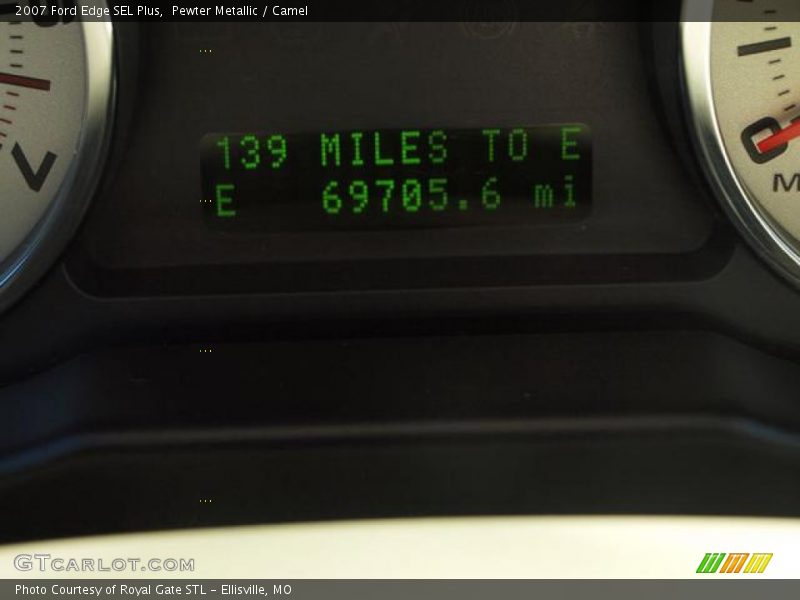 2007 Ford Edge SEL Plus,  Pewter Metallic / Camel
139 MILES TO E
E 69705.6 mi
0
M
GTCARLOT.COM
Photo Courtesy of Royal Gate STL - Ellisville, MO